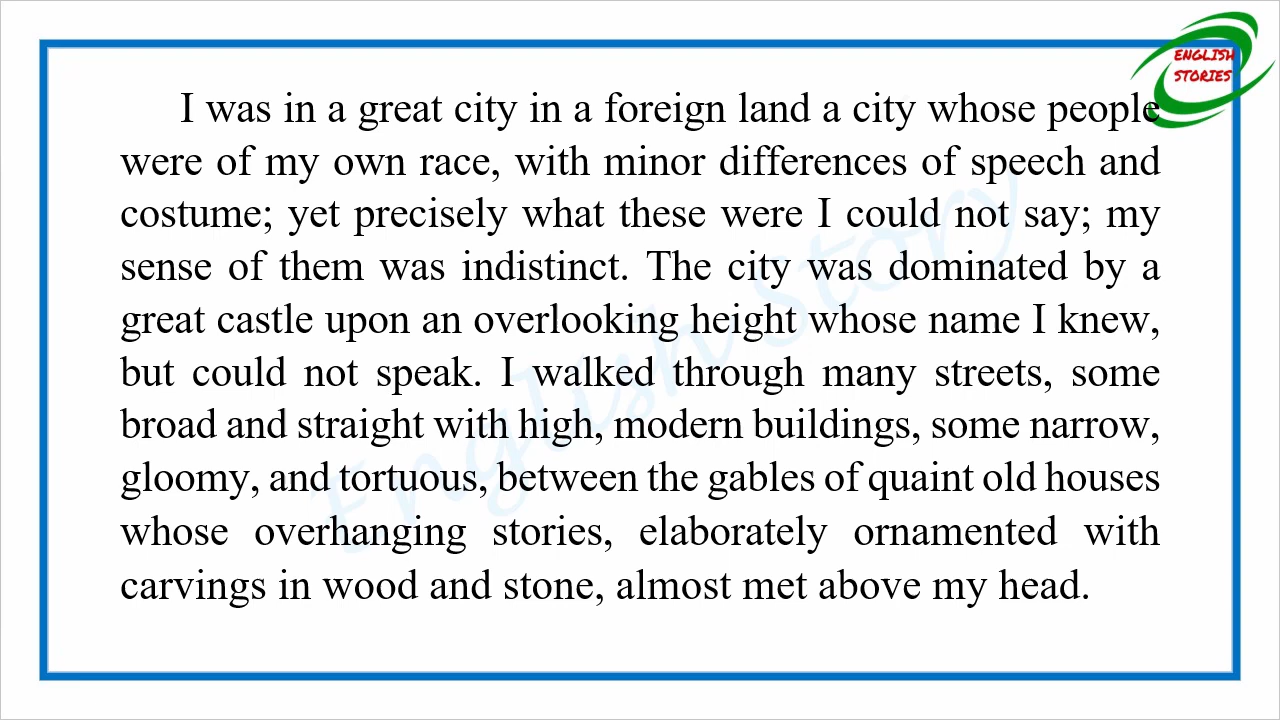 ENGLISH
STORIES
I was in a great city in a foreign land a city whose people
were of my own race, with minor differences of speech and
costume; yet precisely what these were I could not say; my
sense of them was indistinct. The city was dominated by a
great castle upon an overlooking height whose name I knew,
but could not speak. I walked through many streets, some
broad and straight with high, modern buildings, some narrow,
gloomy, and tortuous, between the gables of quaint old houses
whose overhanging stories, elaborately ornamented with
carvings in wood and stone, almost met above my head.
English Story